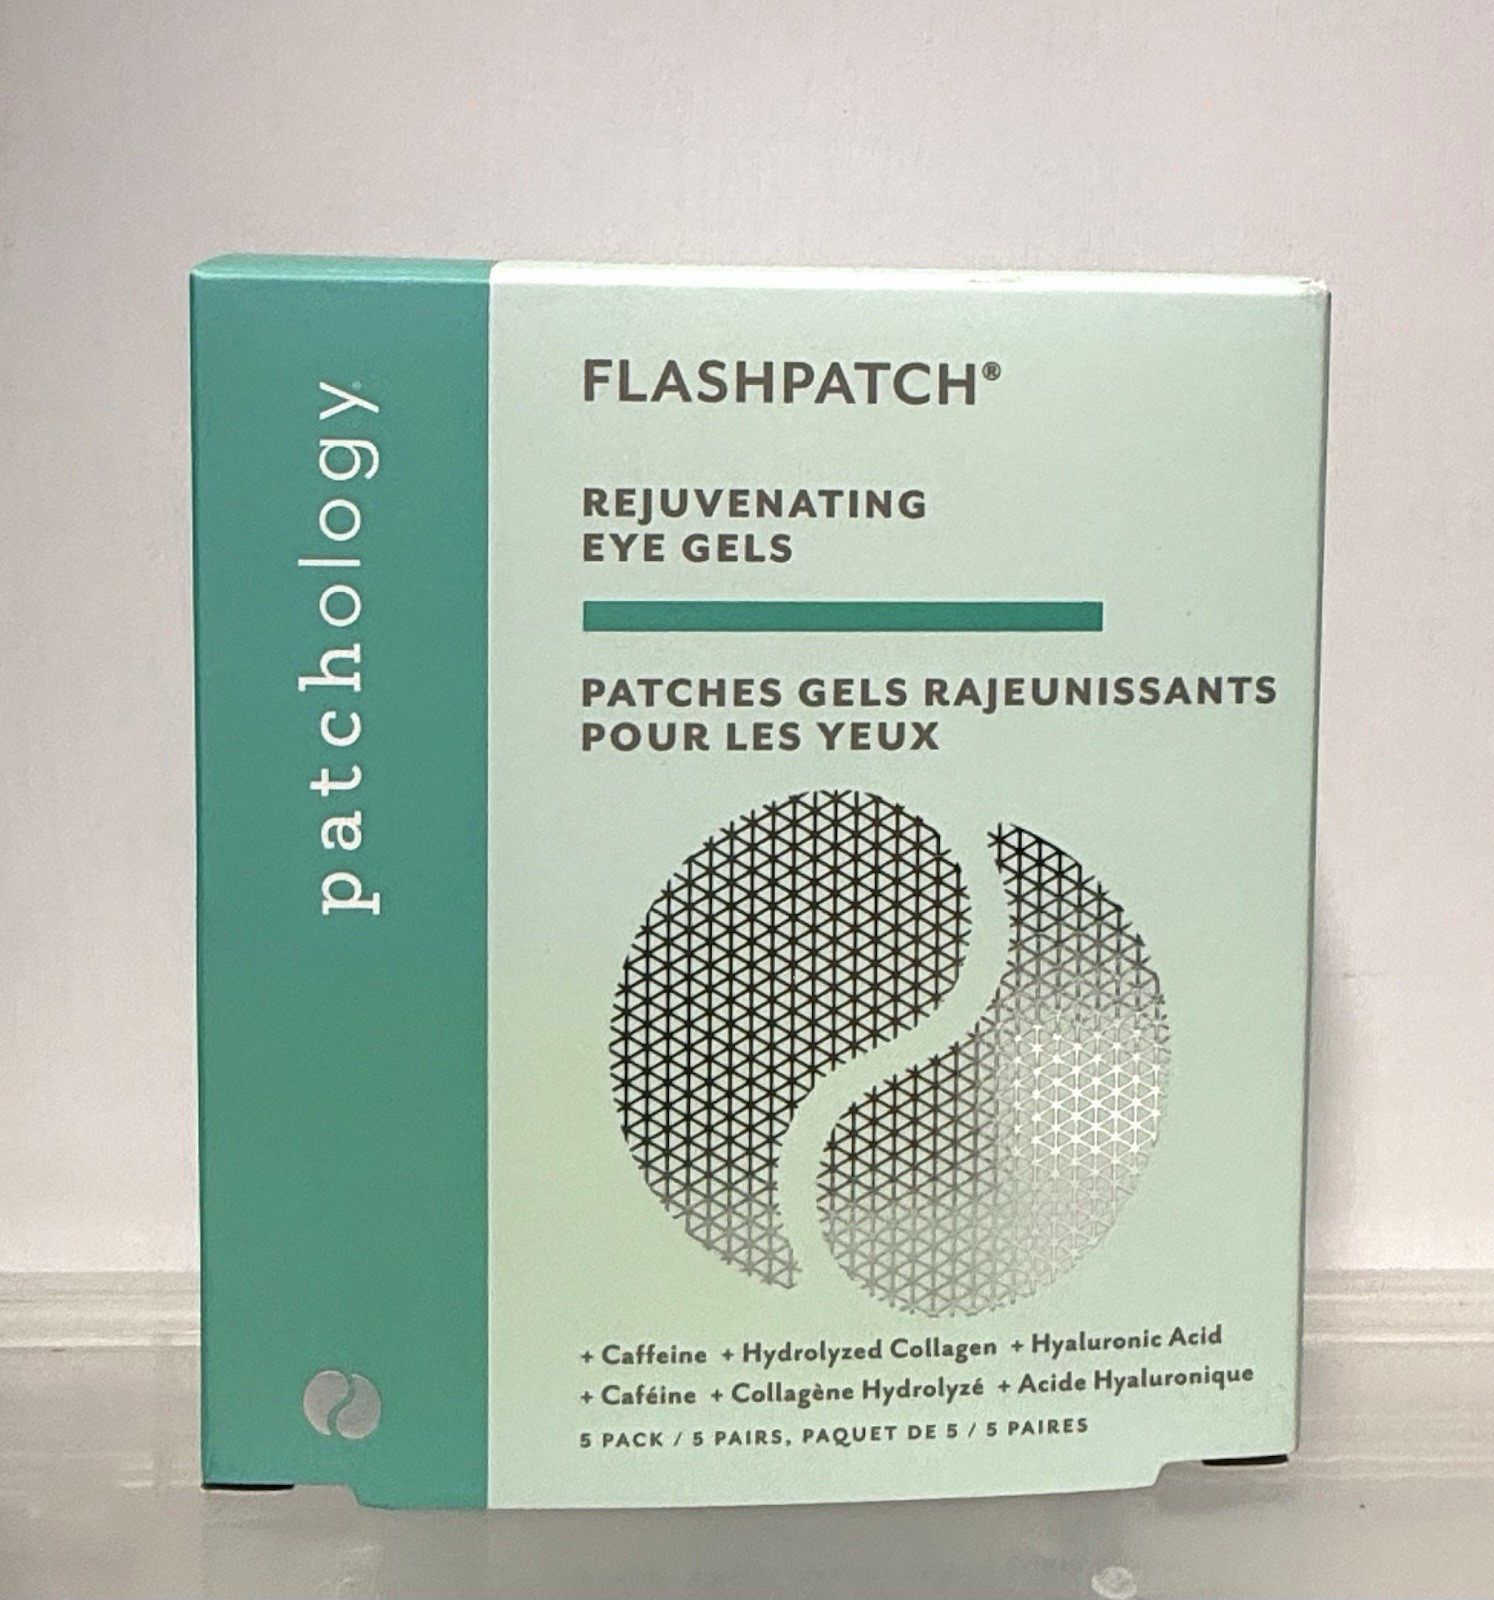 patchology
FLASHPATCH®
REJUVENATING
EYE GELS
PATCHES GELS RAJEUNISSANTS
POUR LES YEUX
+ Caffeine + Hydrolyzed Collagen + Hyaluronic Acid
+ Caféine + Collagène Hydrolyzé + Acide Hyaluronique
5 PACK / 5 PAIRS, PAQUET DE 5 / 5 PAIRES